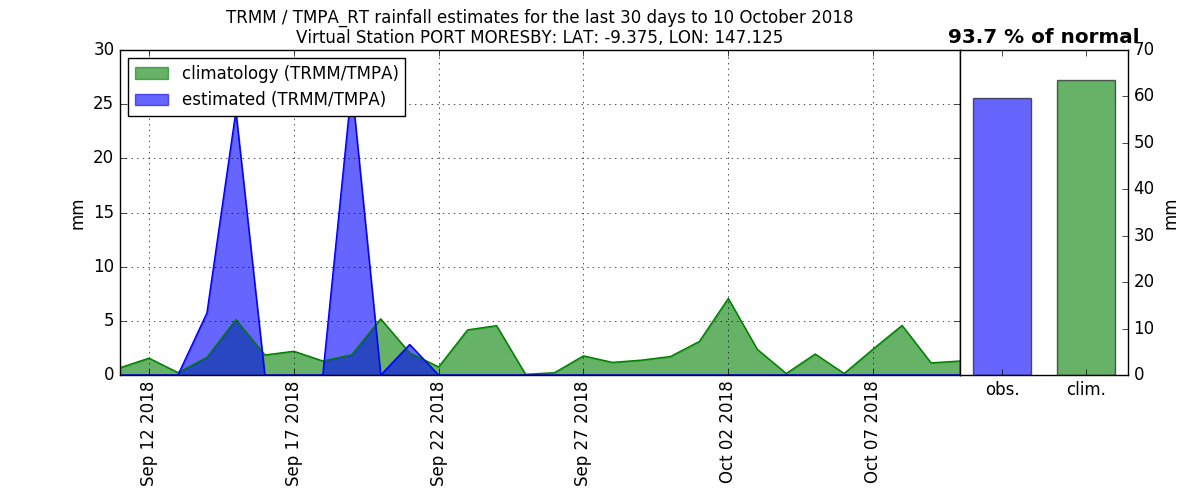 TRMM / TMPA_RT rainfall estimates for the last 30 days to 10 October 2018
Virtual Station PORT MORESBY: LAT: -9.375, LON: 147.125
93.7 % of normal
climatology (TRMM/TMPA)
estimated (TRMM/TMPA)
30
25
20
15
10
5
0
mm
Sep 12 2018
Sep 17 2018
Sep 22 2018
Sep 27 2018
Oct 02 2018
Oct 07 2018
obs.
clim.
70
60
50
40
30
20
10
0
mm